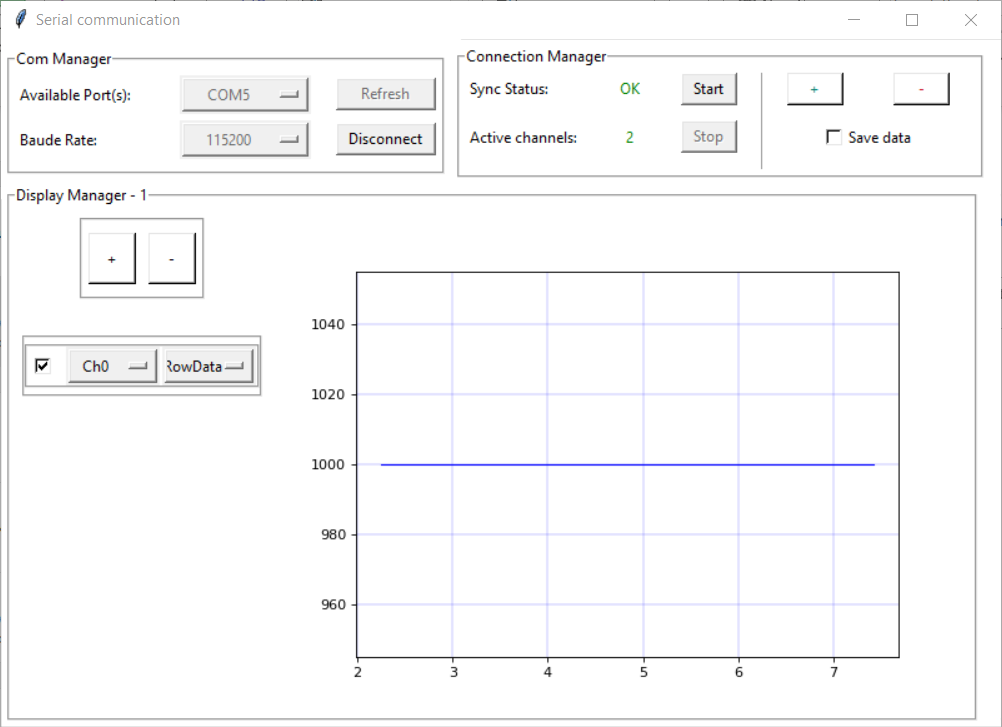 Serial communication
Com Manager
Available Port(s): COM5 Refresh
Baude Rate: 115200 Disconnect
Connection Manager
Sync Status: OK Start + -
Active channels: 2 Stop Save data
Display Manager - 1
+ -
Ch0 RowData
1040
1020
1000
980
960
2 3 4 5 6 7